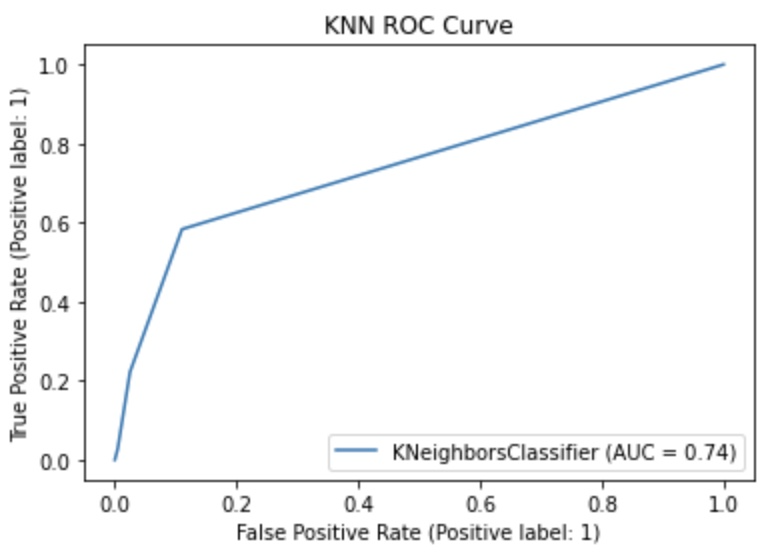 KNN ROC Curve
True Positive Rate (Positive label: 1)
1.0
0.8
0.6
0.4
0.2
0.0
KNeighborsClassifier (AUC = 0.74)
0.0 0.2 0.4 0.6 0.8 1.0
False Positive Rate (Positive label: 1)